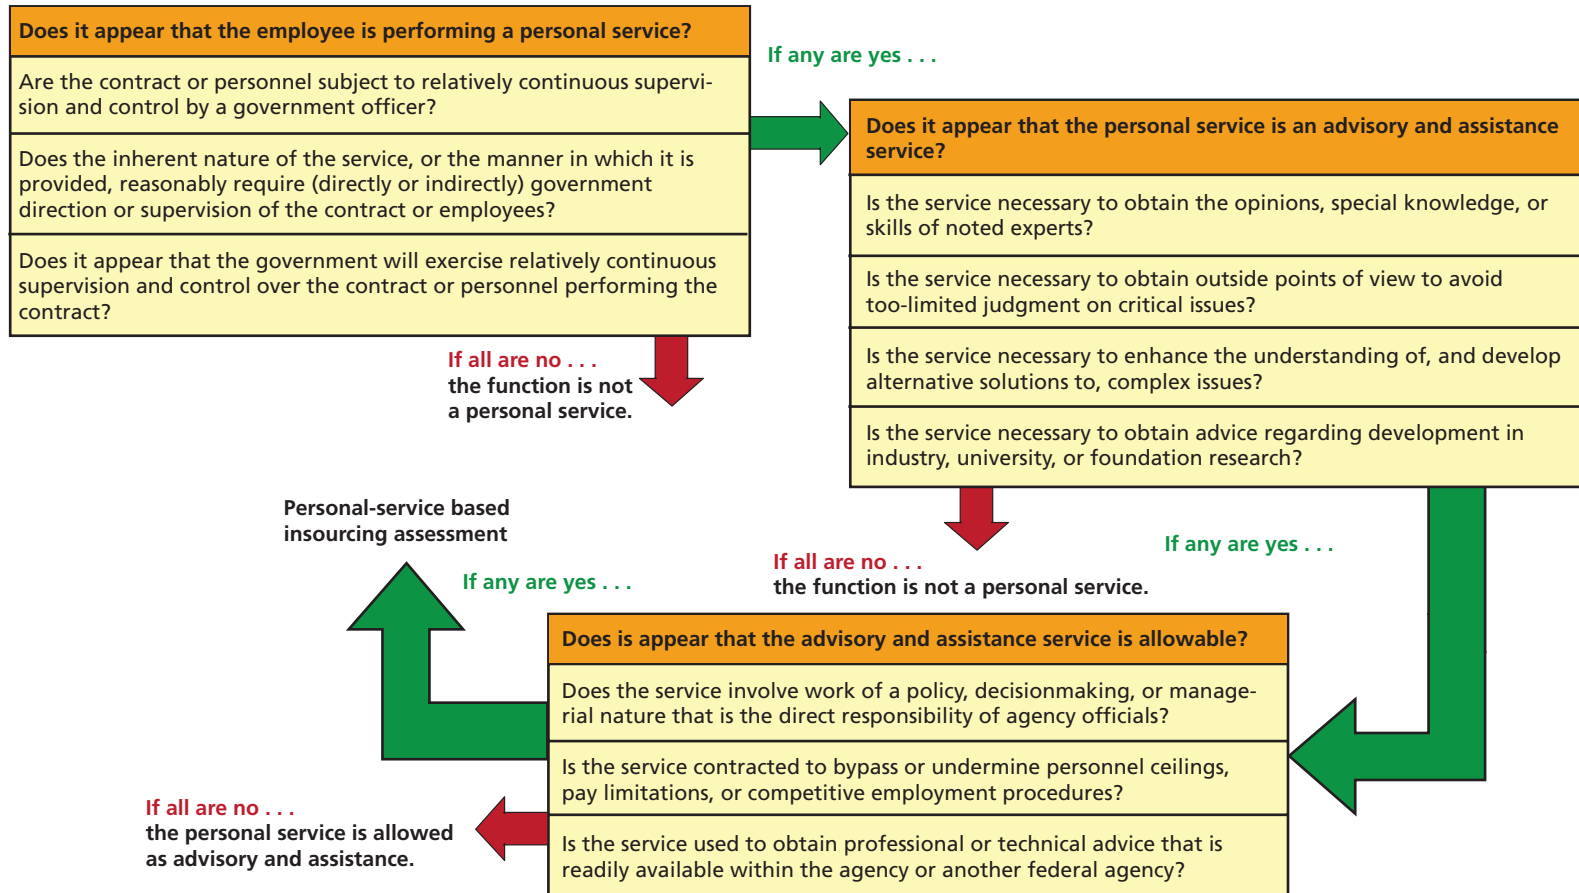 Does it appear that the employee is performing a personal service?
Are the contract or personnel subject to relatively continuous supervi-
sion and control by a government officer?
Does the inherent nature of the service, or the manner in which it is
provided, reasonably require (directly or indirectly) government
direction or supervision of the contract or employees?
Does it appear that the government will exercise relatively continuous
supervision and control over the contract or personnel performing the
contract?
If any are yes . . .
If all are no . . .
the function is not
a personal service.
Does it appear that the personal service is an advisory and assistance
service?
Is the service necessary to obtain the opinions, special knowledge, or
skills of noted experts?
Is the service necessary to obtain outside points of view to avoid
too-limited judgment on critical issues?
Is the service necessary to enhance the understanding of, and develop
alternative solutions to, complex issues?
Is the service necessary to obtain advice regarding development in
industry, university, or foundation research?
If all are no . . .
the function is not a personal service.
If any are yes . . .
Does is appear that the advisory and assistance service is allowable?
Does the service involve work of a policy, decisionmaking, or manage-
rial nature that is the direct responsibility of agency officials?
Is the service contracted to bypass or undermine personnel ceilings,
pay limitations, or competitive employment procedures?
Is the service used to obtain professional or technical advice that is
readily available within the agency or another federal agency?
If any are yes . . .
Personal-service based
insourcing assessment
If all are no . . .
the personal service is allowed
as advisory and assistance.